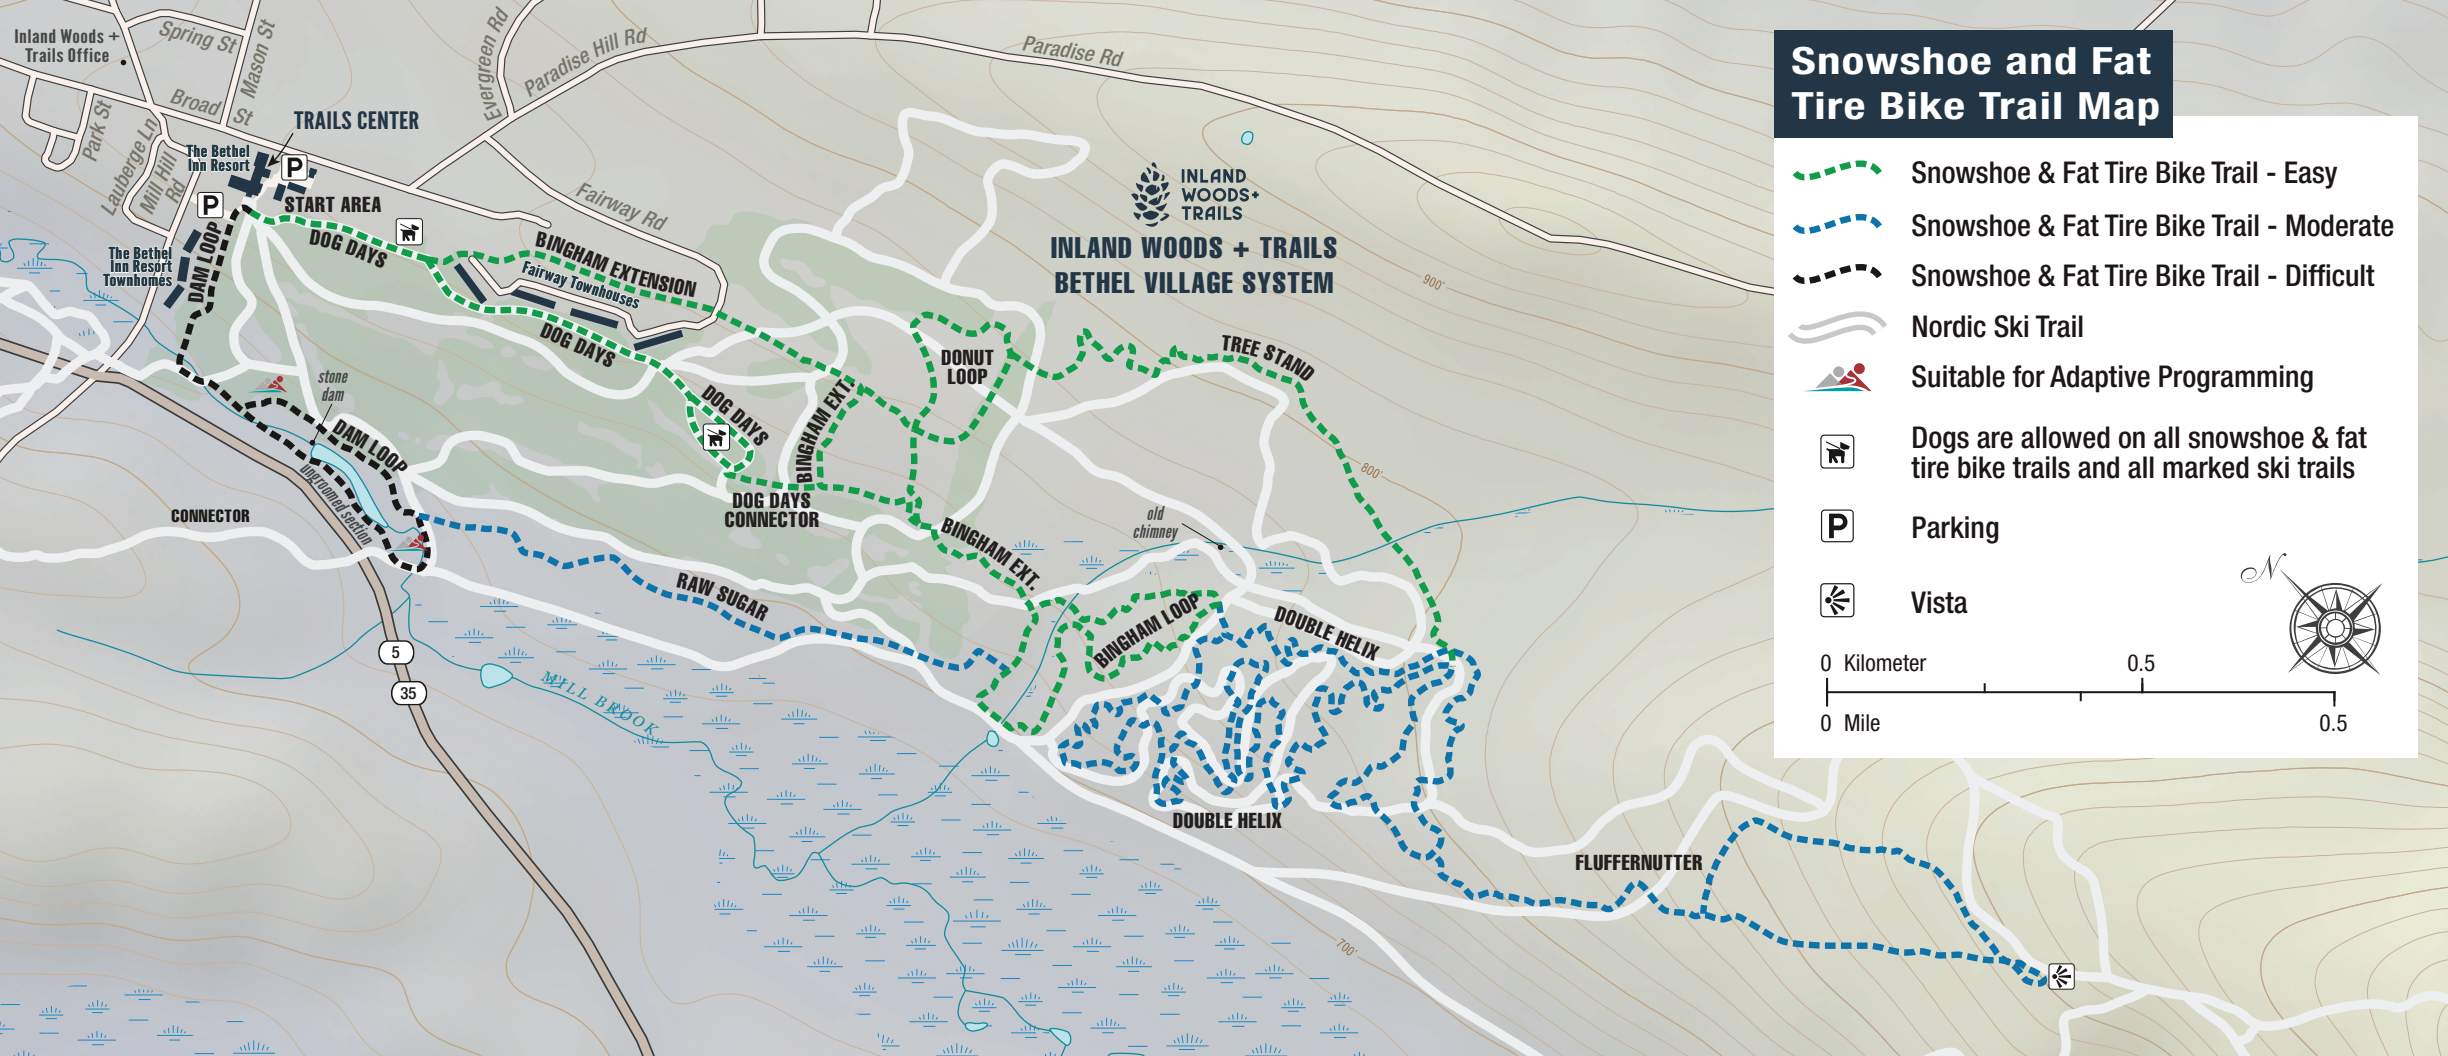 Snowshoe and Fat
Tire Bike Trail Map
Snowshoe & Fat Tire Bike Trail - Easy
Snowshoe & Fat Tire Bike Trail - Moderate
Snowshoe & Fat Tire Bike Trail - Difficult
Nordic Ski Trail
Suitable for Adaptive Programming
Dogs are allowed on all snowshoe & fat
tire bike trails and all marked ski trails
P
Parking
Vista
N
0 Kilometer 0.5
0 Mile 0.5
Inland Woods +
Trails Office
Spring St
Mason St
Broad St
Park St
Lauberge Ln
Mill Hill Rd
Evergreen Rd
Paradise Hill Rd
Paradise Rd
Fairway Rd
TRAILS CENTER
The Bethel
Inn Resort
P
P
START AREA
The Bethel
Inn Resort
Townhomes
DAM LOOP
DOG DAYS
BINGHAM EXTENSION
Fairway Townhouses
DOG DAYS
DOG DAYS
BINGHAM EXT.
DONUT
LOOP
TREE STAND
INLAND
WOODS+
TRAILS
INLAND WOODS + TRAILS
BETHEL VILLAGE SYSTEM
900'
800'
700'
stone
dam
DAM LOOP
ungroomed section
CONNECTOR
DOG DAYS
CONNECTOR
BINGHAM EXT.
old
chimney
RAW SUGAR
BINGHAM LOOP
DOUBLE HELIX
DOUBLE HELIX
5
35
MILL BROOK
FLUFFERNUTTER